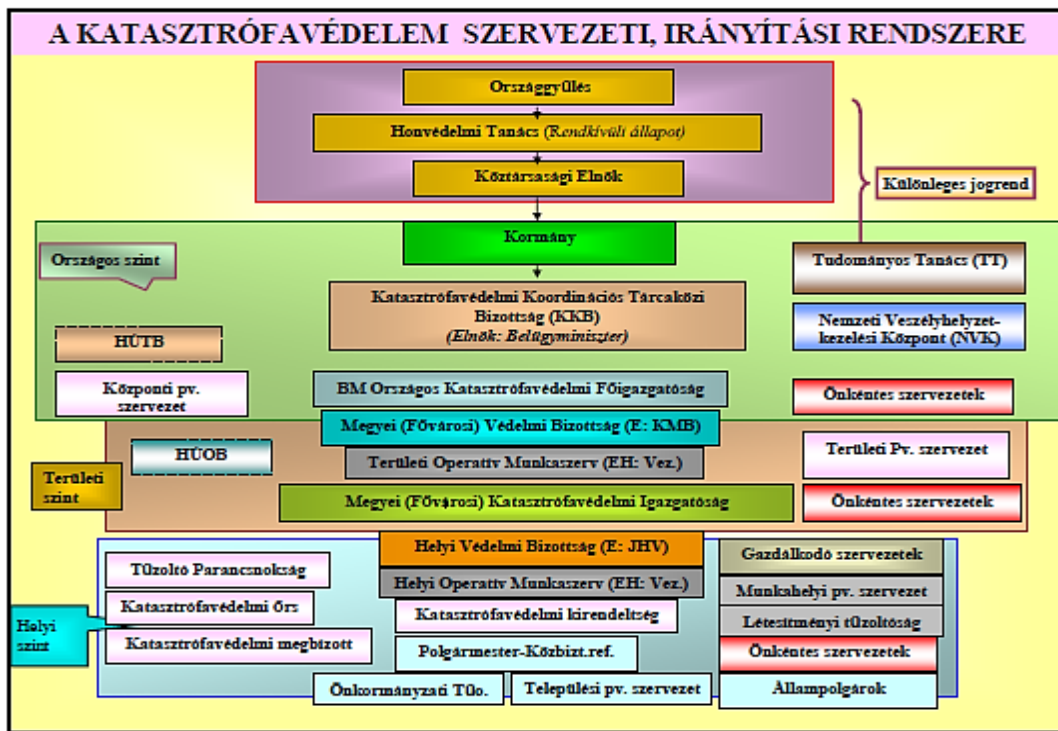 A KATASZTRÓFAVÉDELEM SZERVEZETI, IRÁNYÍTÁSI RENDSZERE
Országgyűlés
Honvédelmi Tanács (Rendkívüli állapot)
Köztársasági Elnök
Különleges jogrend
Országos szint
Kormány
Tudományos Tanács (TT)
Katasztrófavédelmi Koordinációs Tárcaközi
Bizottság (KKB)
(Elnök: Belügyminiszter)
Nemzeti Veszélyhelyzet-
kezelési Központ (NVK)
HÚTB
Központi pv.
szervezet
BM Országos Katasztrófavédelmi Főigazgatóság
Önkéntes szervezetek
Területi
szint
HÚOB
Megyei (Fővárosi) Védelmi Bizottság (E: KMB)
Területi Operatív Munkaszerv (EH: Vez.)
Területi Pv. szervezet
Megyei (Fővárosi) Katasztrófavédelmi Igazgatóság
Önkéntes szervezetek
Helyi
szint
Tűzoltó Parancsnokság
Katasztrófavédelmi őrs
Katasztrófavédelmi megbízott
Helyi Védelmi Bizottság (E: JHV)
Helyi Operatív Munkaszerv (EH: Vez.)
Katasztrófavédelmi kirendeltség
Polgármester-Közbizt.ref.
Önkormányzati Tűo.
Települési pv. szervezet
Gazdálkodó szervezetek
Munkahelyi pv. szervezet
Létesítményi tűzoltóság
Önkéntes szervezetek
Állampolgárok